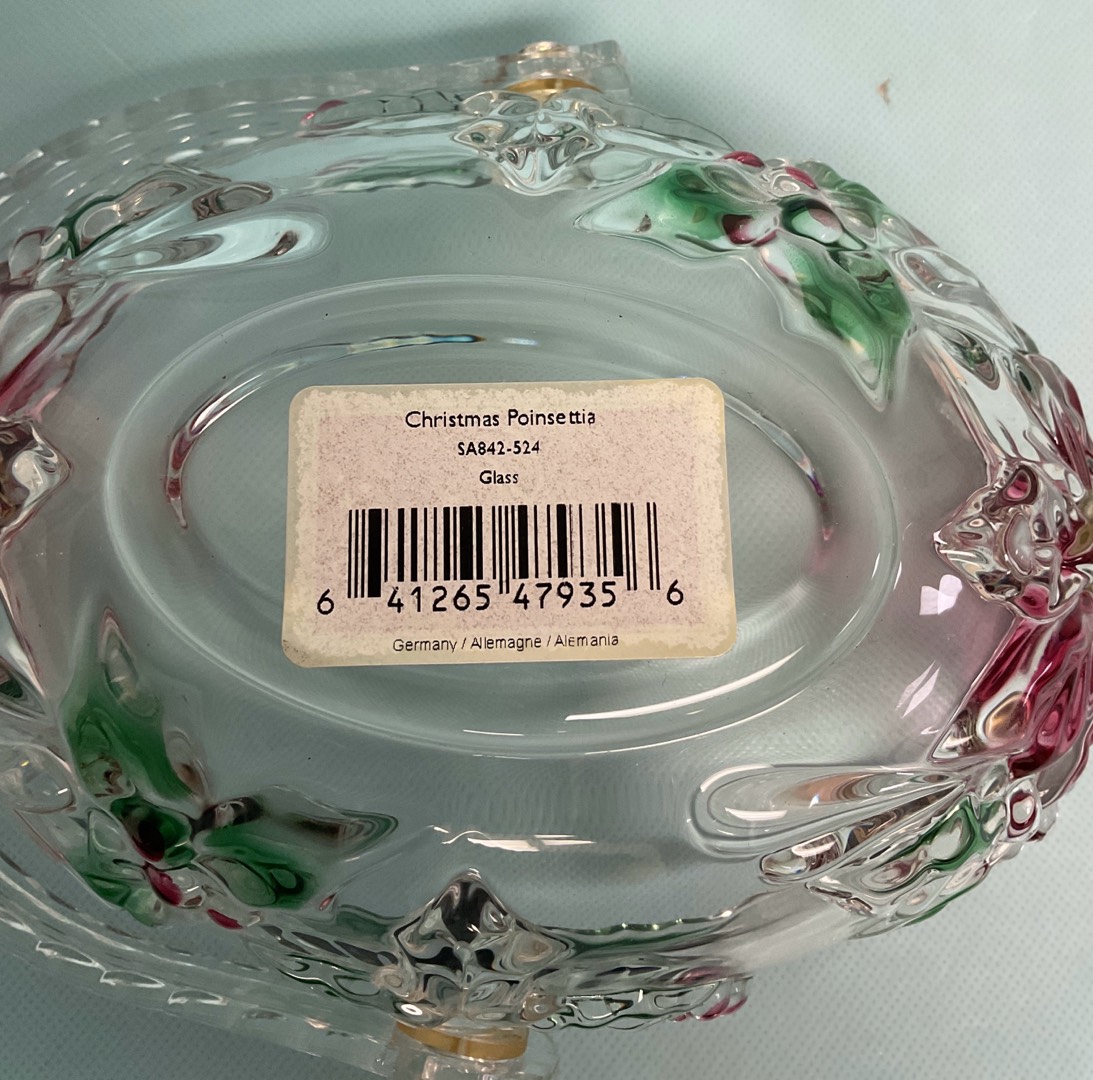 Christmas Poinsettia
SA842-524
Glass
6 41265 47935 6
Germany / Allemagne / Alemania